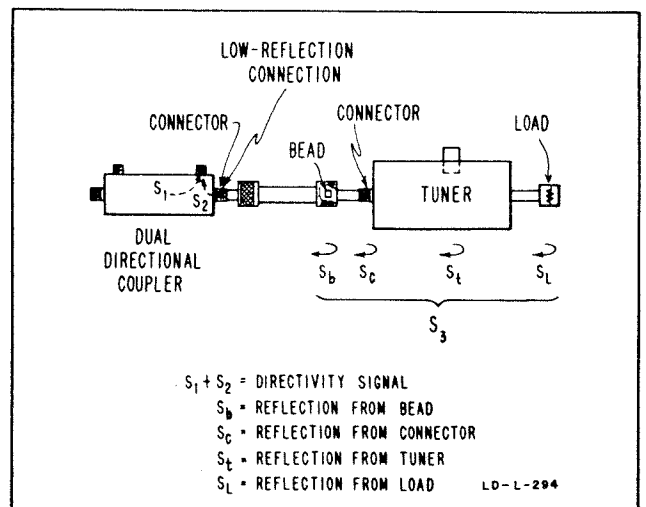 LOW-REFLECTION
CONNECTION
CONNECTOR
CONNECTOR
LOAD
BEAD
TUNER
S1
S2
DUAL
DIRECTIONAL
COUPLER
Sb
Sc
St
SL
S3
S1 + S2 = DIRECTIVITY SIGNAL
Sb = REFLECTION FROM BEAD
Sc = REFLECTION FROM CONNECTOR
St = REFLECTION FROM TUNER
SL = REFLECTION FROM LOAD LD-L-294